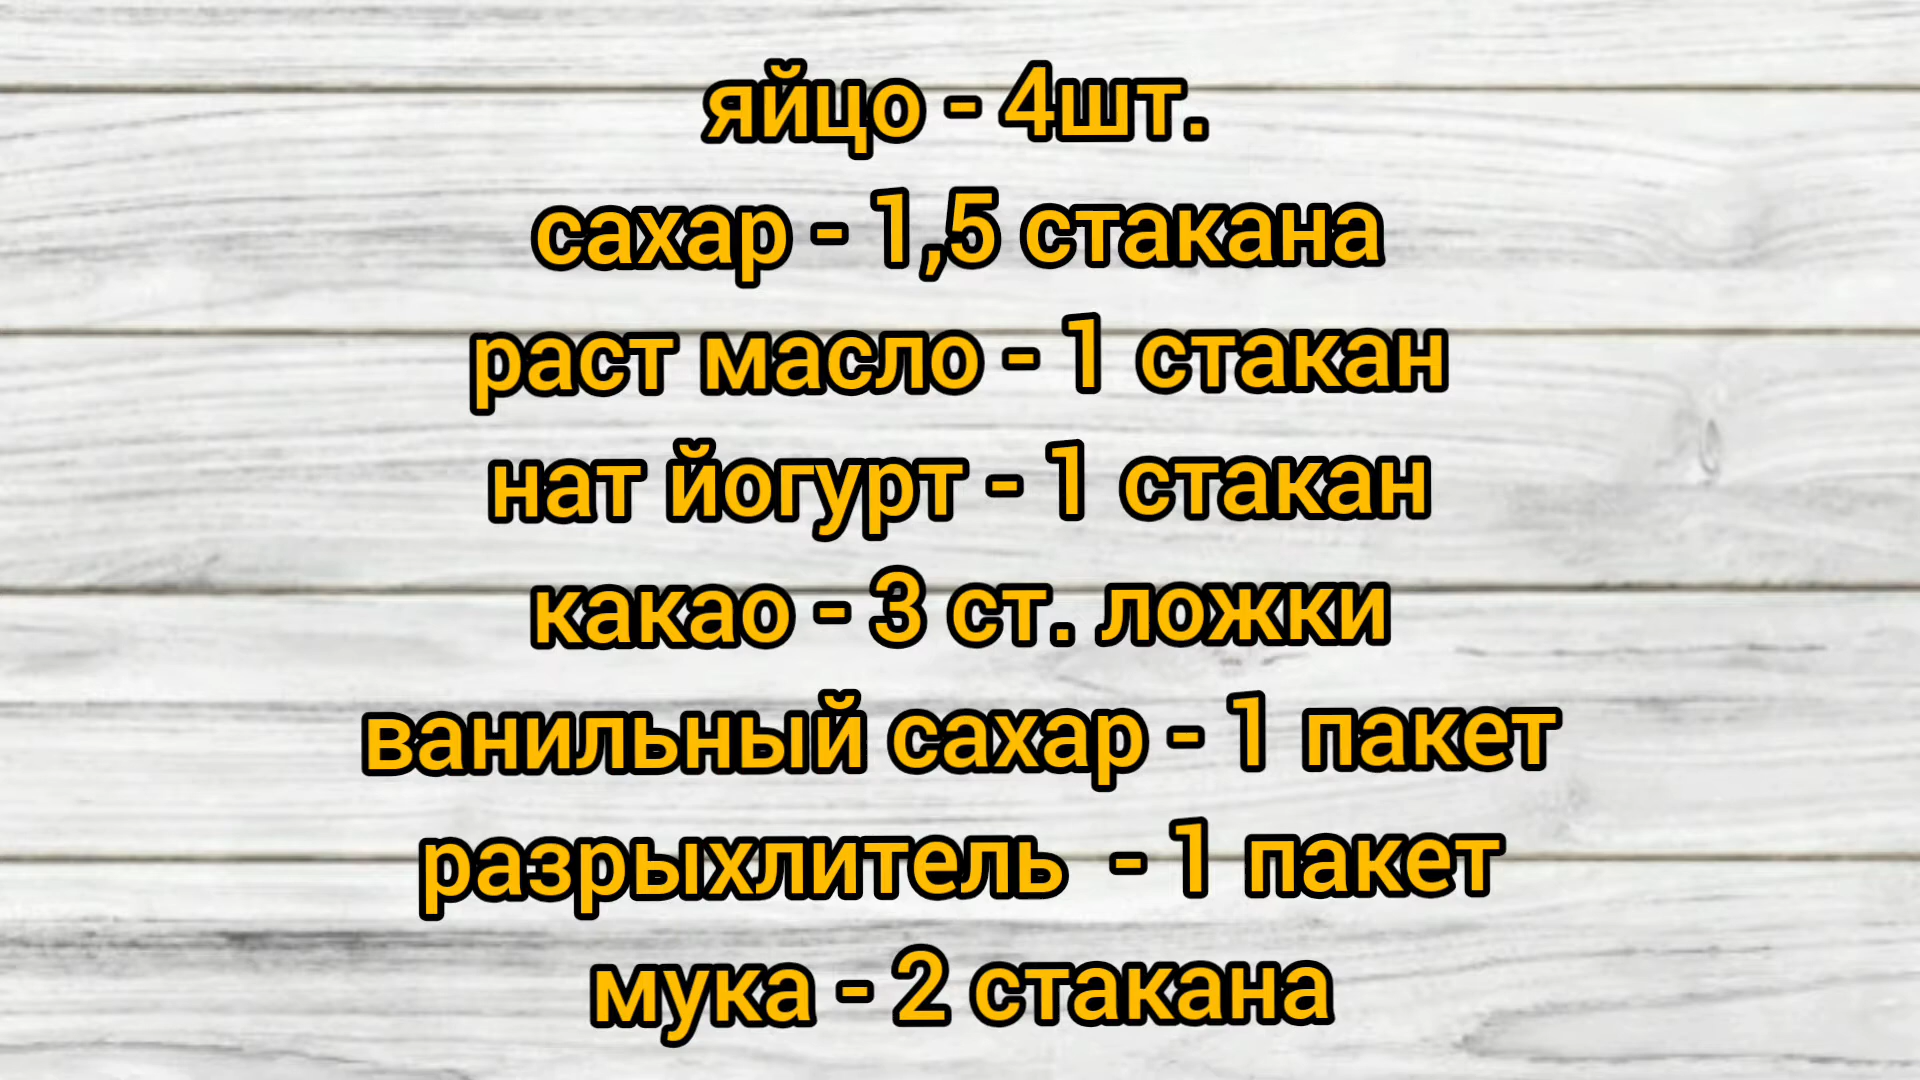 яйцо - 4шт.
сахар - 1,5 стакана
раст масло - 1 стакан
нат йогурт - 1 стакан
какао - 3 ст. ложки
ванильный сахар - 1 пакет
разрыхлитель - 1 пакет
мука - 2 стакана